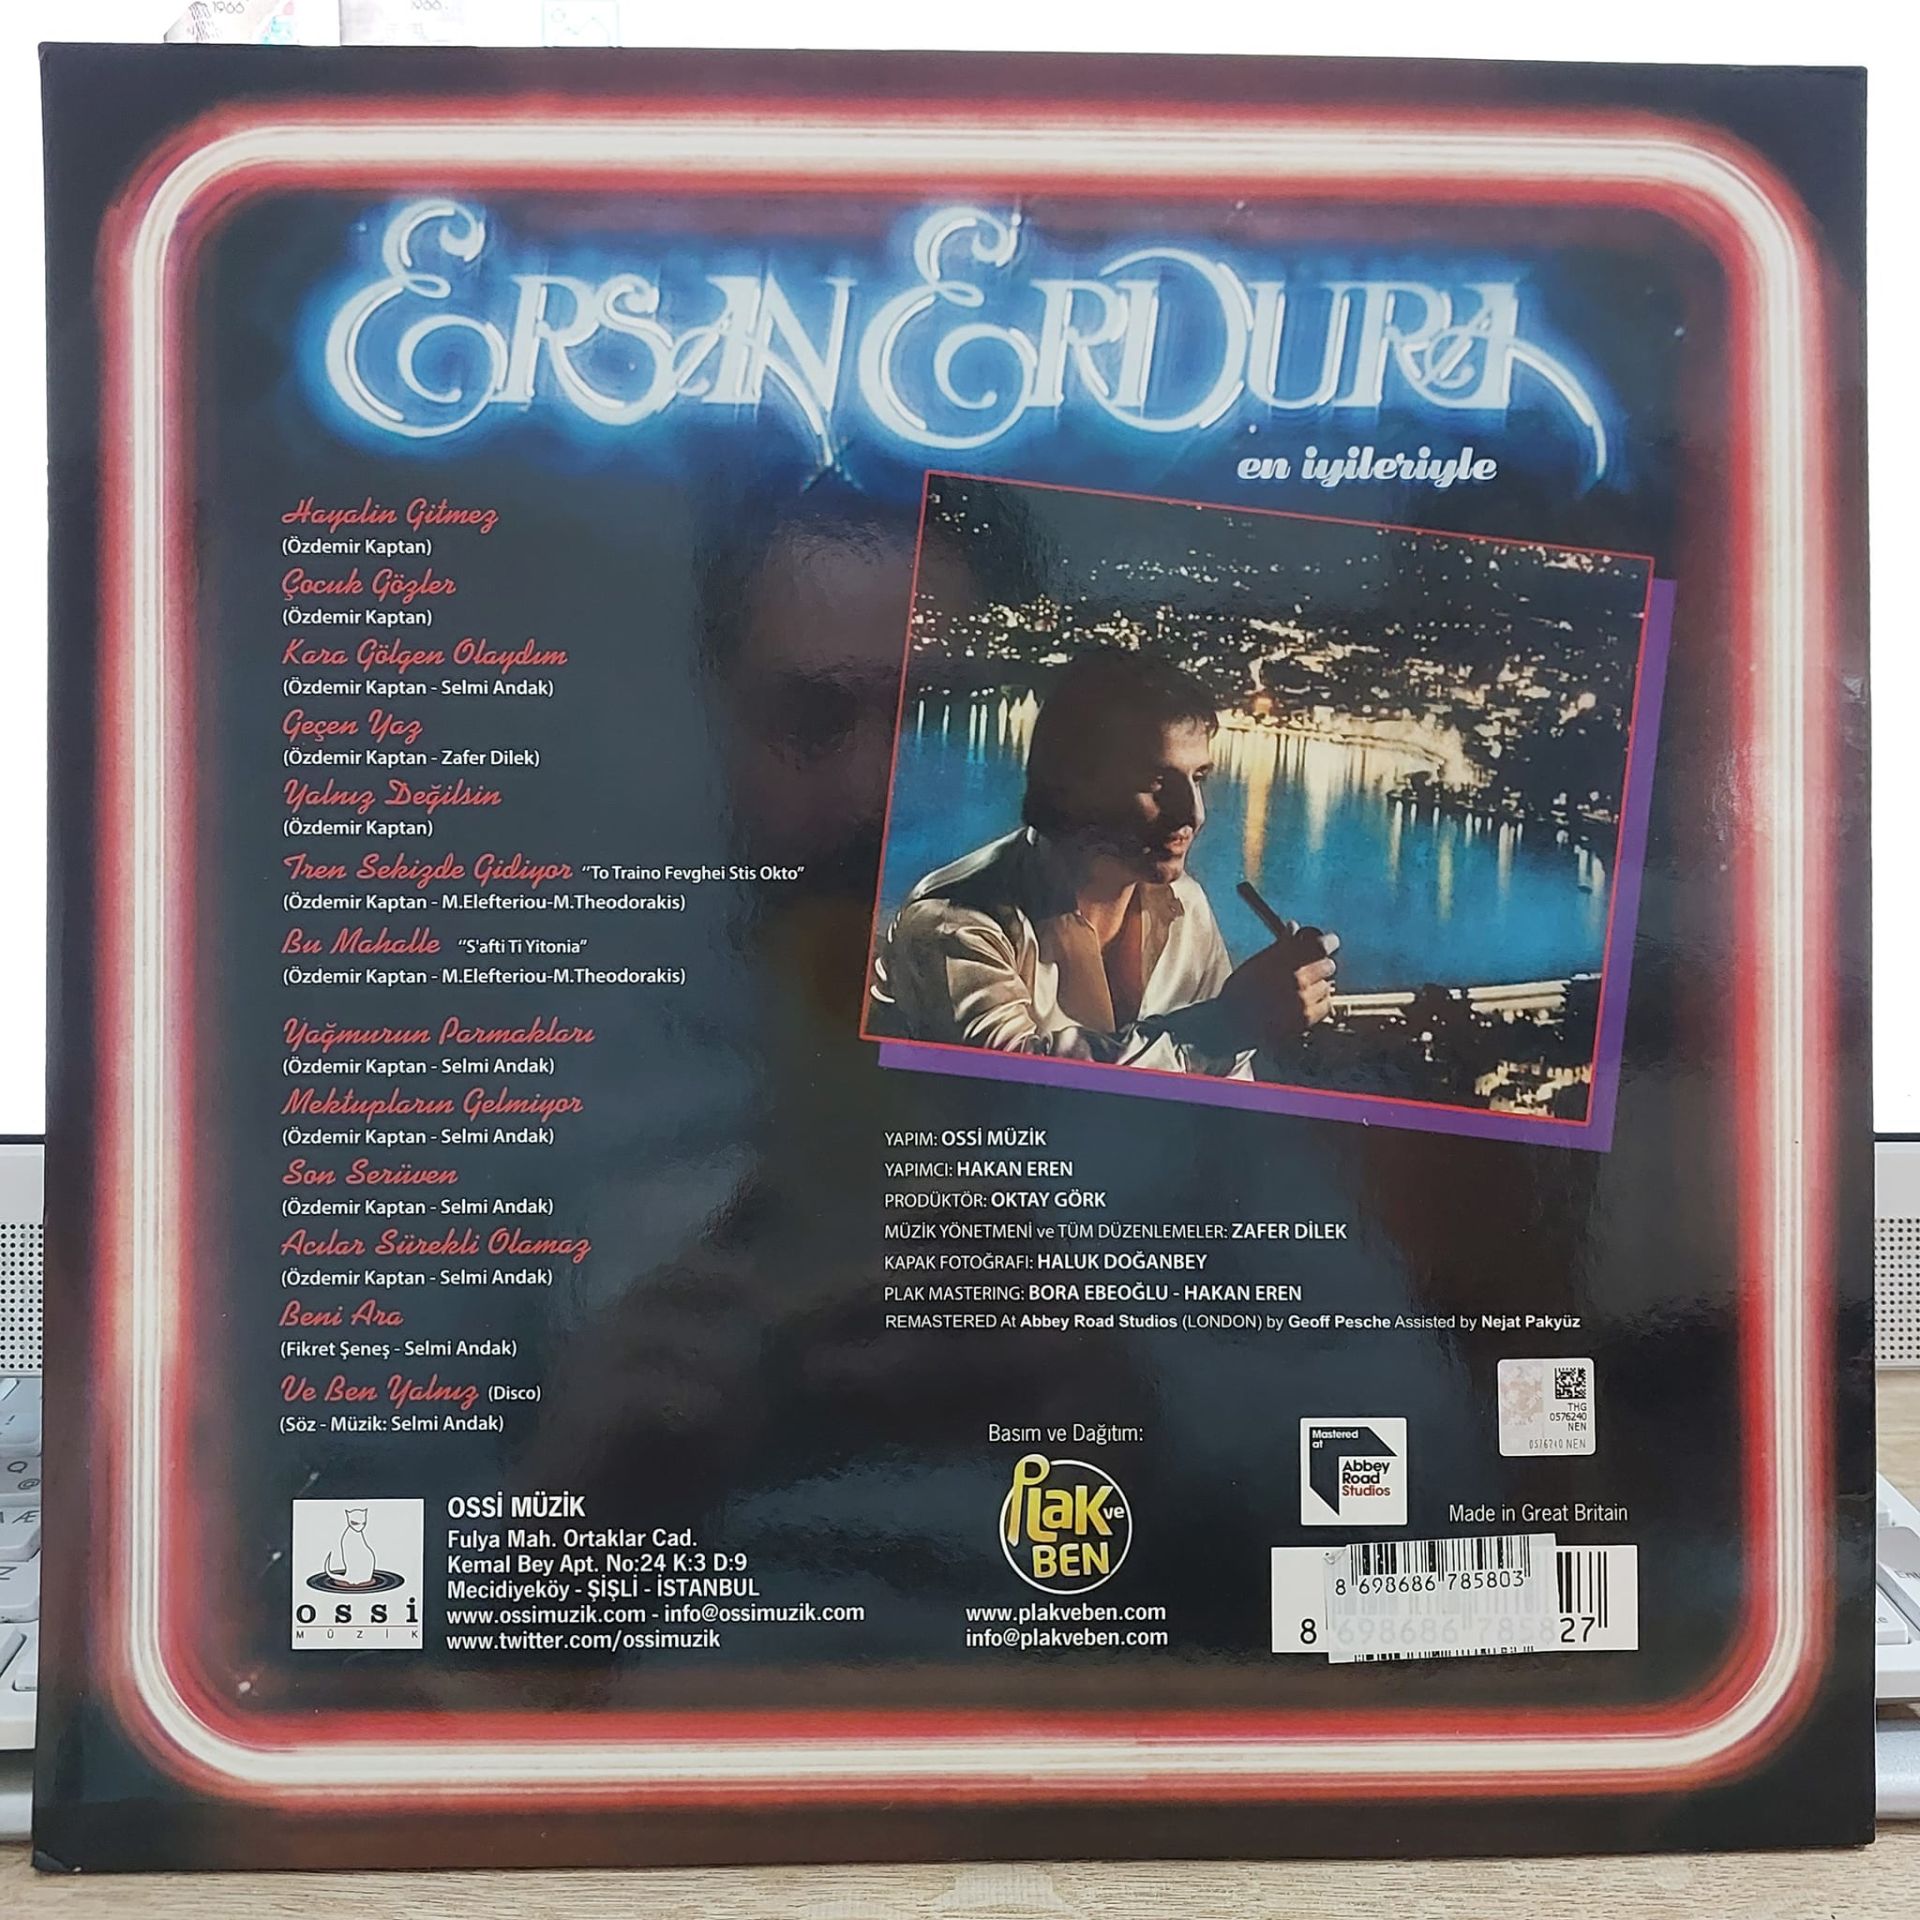 1966
ERSAN ERDURA
en iyileriyle
Hayalin Gitmez
(Özdemir Kaptan)
Çocuk Gözler
(Özdemir Kaptan)
Kara Gölgen Olaydım
(Özdemir Kaptan - Selmi Andak)
Geçen Yaz
(Özdemir Kaptan - Zafer Dilek)
Yalnız Değilsin
(Özdemir Kaptan)
Tren Sekizde Gidiyor "To Traino Fevghei Stis Okto"
(Özdemir Kaptan - M.Elefteriou-M.Theodorakis)
Bu Mahalle "S'afti Ti Yitonia"
(Özdemir Kaptan - M.Elefteriou-M.Theodorakis)
Yağmurun Parmakları
(Özdemir Kaptan - Selmi Andak)
Mektupların Gelmiyor
(Özdemir Kaptan - Selmi Andak)
Son Serüven
(Özdemir Kaptan - Selmi Andak)
Acılar Sürekli Olamaz
(Özdemir Kaptan - Selmi Andak)
Beni Ara
(Fikret Şeneş - Selmi Andak)
Ve Ben Yalnız (Disco)
(Söz - Müzik: Selmi Andak)
YAPIM: OSSİ MÜZİK
YAPIMCI: HAKAN EREN
PRODÜKTÖR: OKTAY GÖRK
MÜZİK YÖNETMENİ ve TÜM DÜZENLEMELER: ZAFER DİLEK
KAPAK FOTOĞRAFI: HALUK DOĞANBEY
PLAK MASTERING: BORA EBEOĞLU - HAKAN EREN
REMASTERED At Abbey Road Studios (LONDON) by Geoff Pesche Assisted by Nejat Pakyüz
THG
0576240
NEN
0576240 NEN
ossi
MÜZİK
OSSİ MÜZİK
Fulya Mah. Ortaklar Cad.
Kemal Bey Apt. No:24 K:3 D:9
Mecidiyeköy - ŞİŞLİ - İSTANBUL
www.ossimuzik.com - info@ossimuzik.com
www.twitter.com/ossimuzik
Basım ve Dağıtım:
Plak ve
BEN
www.plakveben.com
info@plakveben.com
Mastered
at
Abbey
Road
Studios
Made in Great Britain
8 698686 785803
8 698686 785827